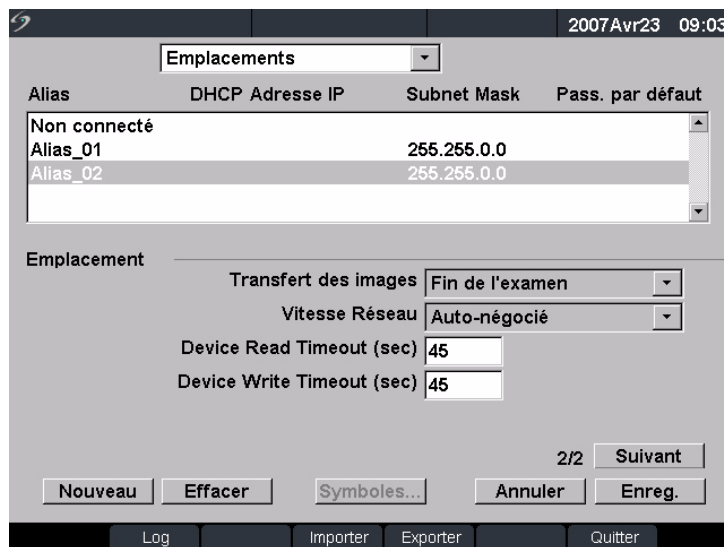 2007Avr23 09:03
Emplacements
Alias DHCP Adresse IP Subnet Mask Pass. par défaut
Non connecté
Alias_01 255.255.0.0
Alias_02 255.255.0.0
Emplacement
Transfert des images Fin de l'examen
Vitesse Réseau Auto-négocié
Device Read Timeout (sec) 45
Device Write Timeout (sec) 45
2/2 Suivant
Nouveau Effacer Symboles... Annuler Enreg.
Log Importer Exporter Quitter